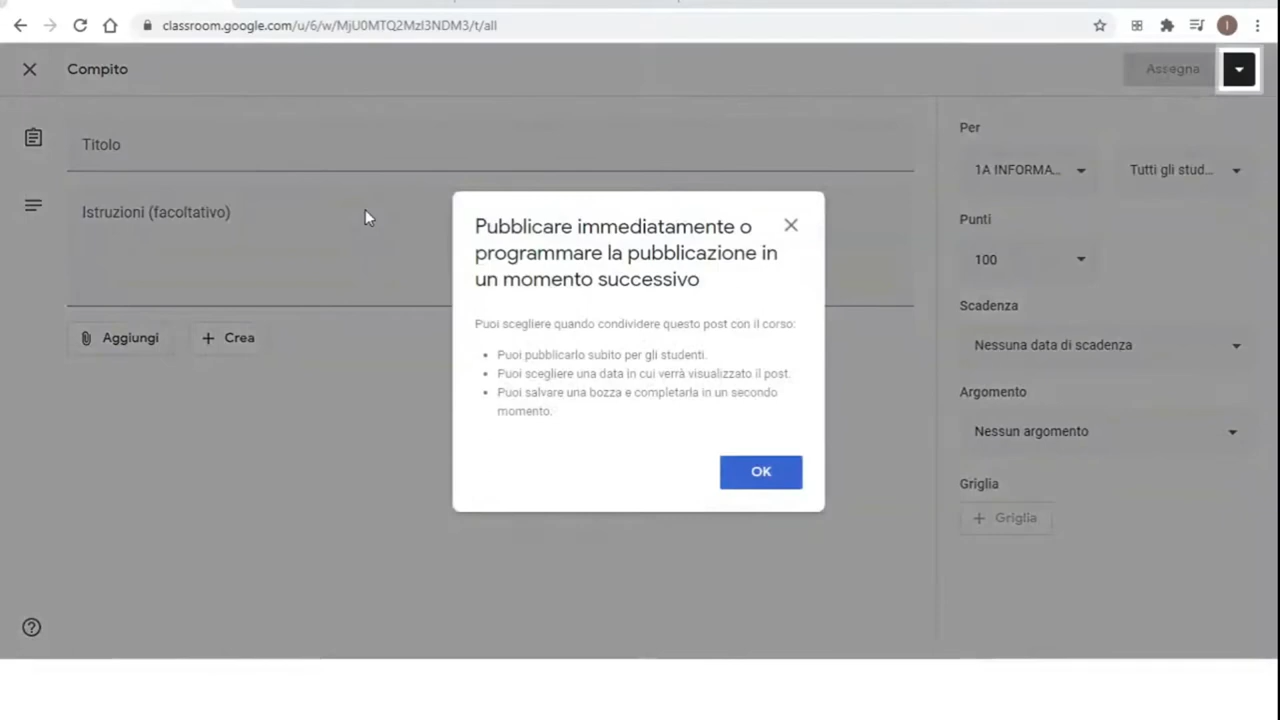 classroom.google.com/u/6/w/MjU0MTQ2MzI3NDM3/t/all
I
Compito
Assegna
Titolo
Istruzioni (facoltativo)
Aggiungi
+ Crea
Per
1A INFORMA...
Tutti gli stud...
Punti
100
Scadenza
Nessuna data di scadenza
Argomento
Nessun argomento
Griglia
+ Griglia
Pubblicare immediatamente o
programmare la pubblicazione in
un momento successivo
Puoi scegliere quando condividere questo post con il corso:
• Puoi pubblicarlo subito per gli studenti.
• Puoi scegliere una data in cui verrà visualizzato il post.
• Puoi salvare una bozza e completarla in un secondo
momento.
OK